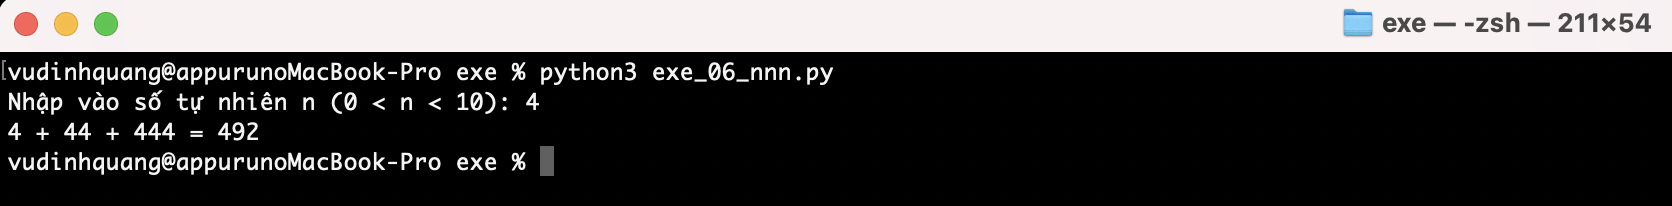 exe — -zsh — 211×54
[vudinhquang@appurunoMacBook-Pro exe % python3 exe_06_nnn.py
Nhập vào số tự nhiên n (0 < n < 10): 4
4 + 44 + 444 = 492
vudinhquang@appurunoMacBook-Pro exe %